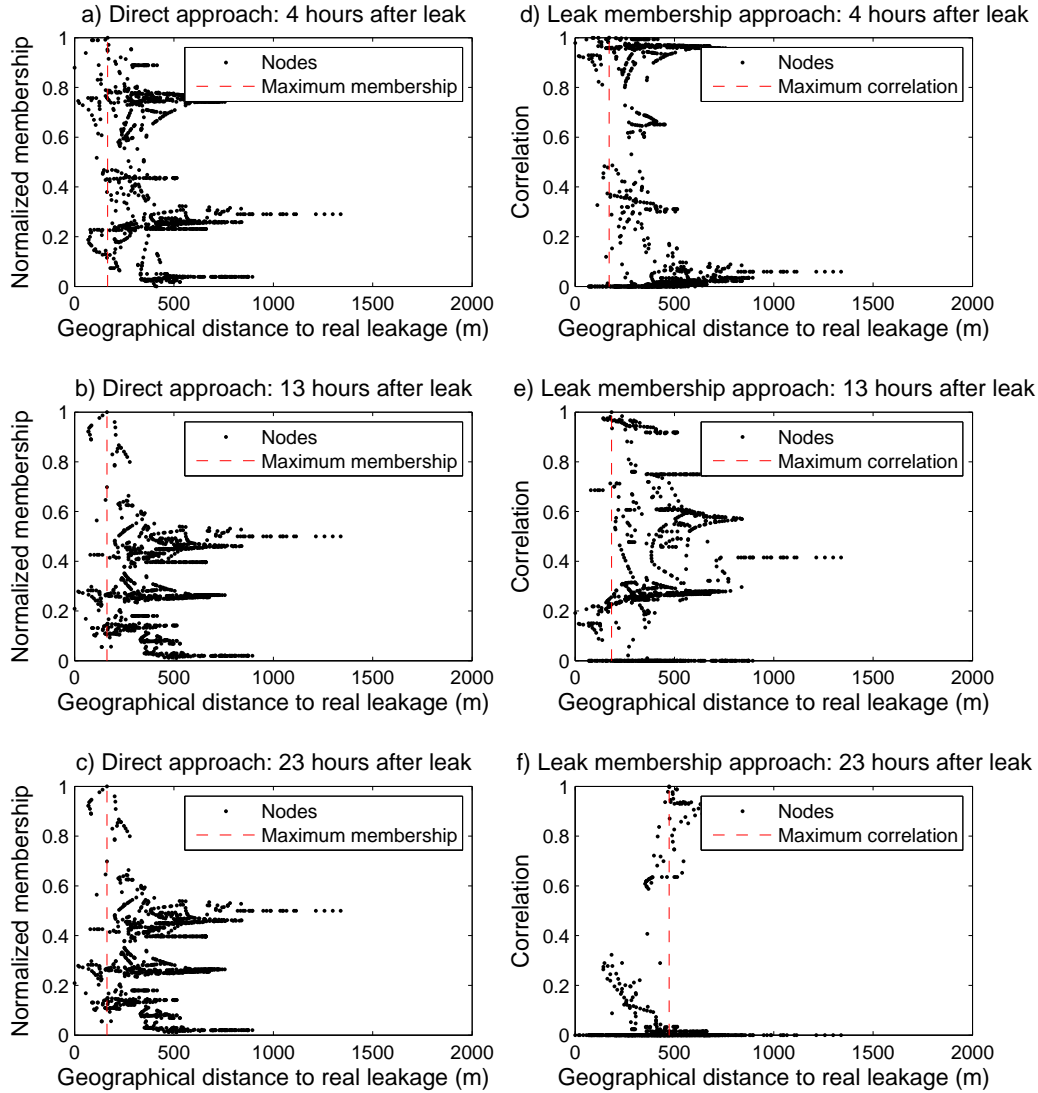 a) Direct approach: 4 hours after leak
Normalized membership
1
0.8
0.6
0.4
0.2
0
0 500 1000 1500 2000
Geographical distance to real leakage (m)
Nodes
Maximum membership
d) Leak membership approach: 4 hours after leak
Correlation
1
0.8
0.6
0.4
0.2
0
0 500 1000 1500 2000
Geographical distance to real leakage (m)
Nodes
Maximum correlation
b) Direct approach: 13 hours after leak
Normalized membership
1
0.8
0.6
0.4
0.2
0
0 500 1000 1500 2000
Geographical distance to real leakage (m)
Nodes
Maximum membership
e) Leak membership approach: 13 hours after leak
Correlation
1
0.8
0.6
0.4
0.2
0
0 500 1000 1500 2000
Geographical distance to real leakage (m)
Nodes
Maximum correlation
c) Direct approach: 23 hours after leak
Normalized membership
1
0.8
0.6
0.4
0.2
0
0 500 1000 1500 2000
Geographical distance to real leakage (m)
Nodes
Maximum membership
f) Leak membership approach: 23 hours after leak
Correlation
1
0.8
0.6
0.4
0.2
0
0 500 1000 1500 2000
Geographical distance to real leakage (m)
Nodes
Maximum correlation